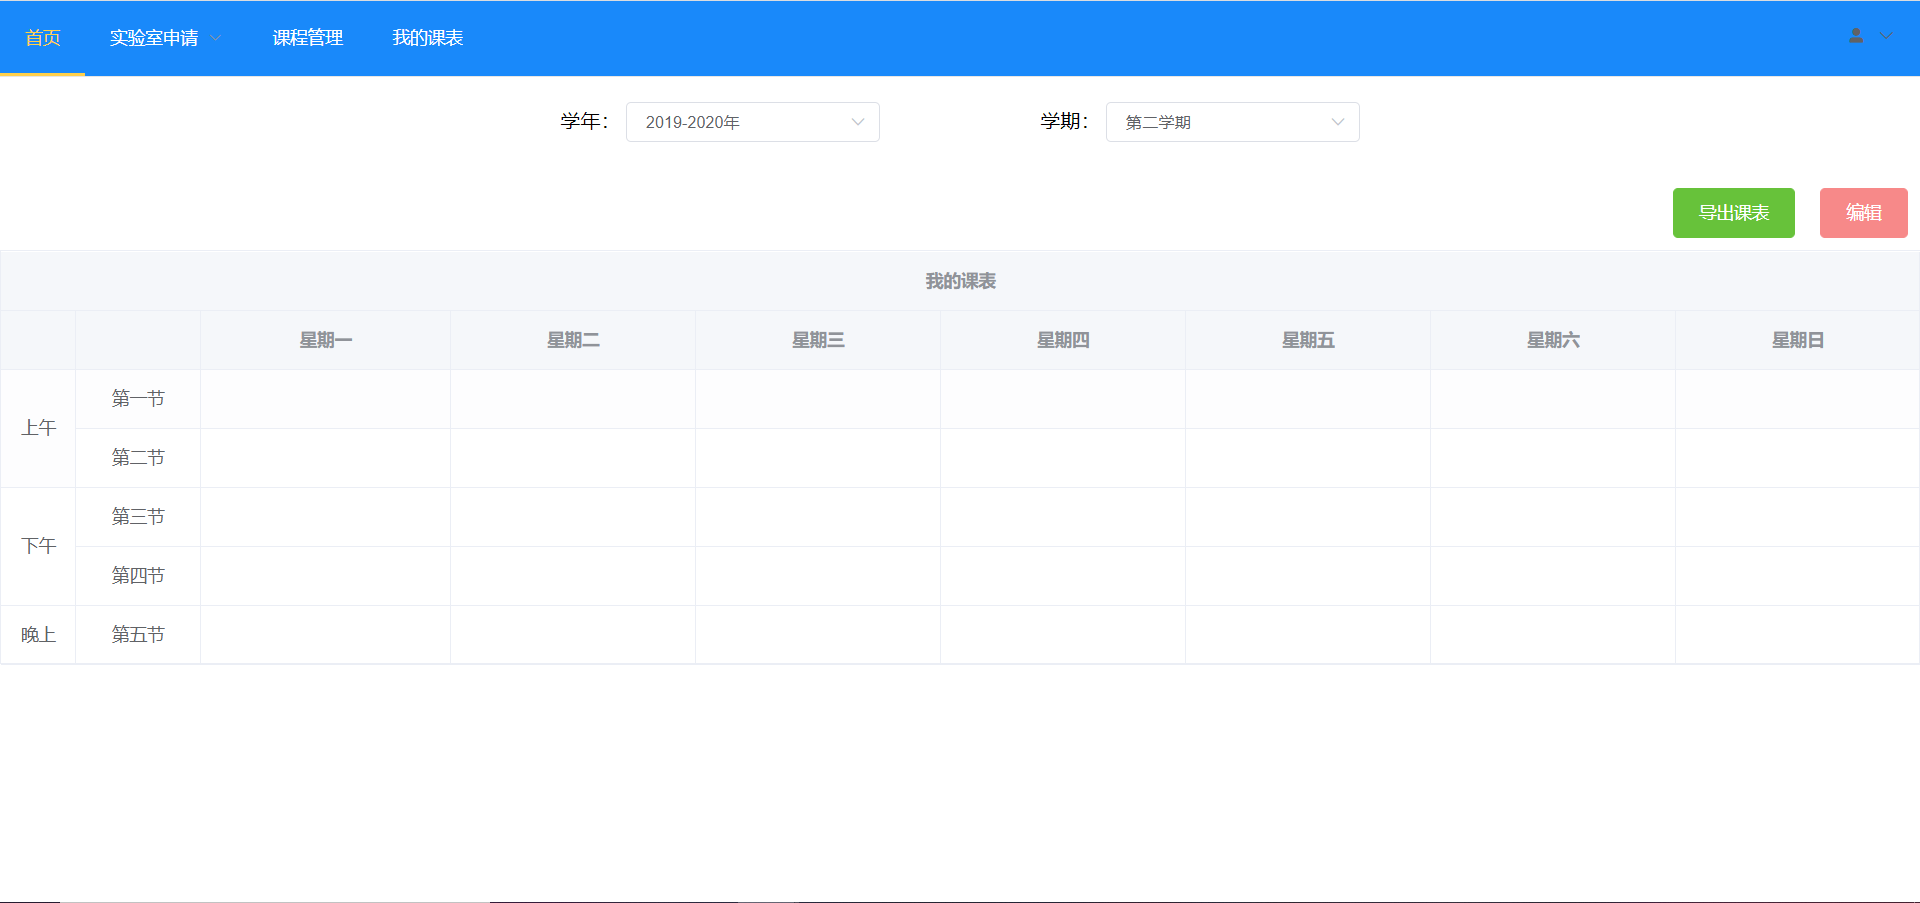 首页 实验室申请 课程管理 我的课表
学年： 2019-2020年 学期： 第二学期
导出课表 编辑
我的课表
星期一 星期二 星期三 星期四 星期五 星期六 星期日
上午 第一节
第二节
下午 第三节
第四节
晚上 第五节